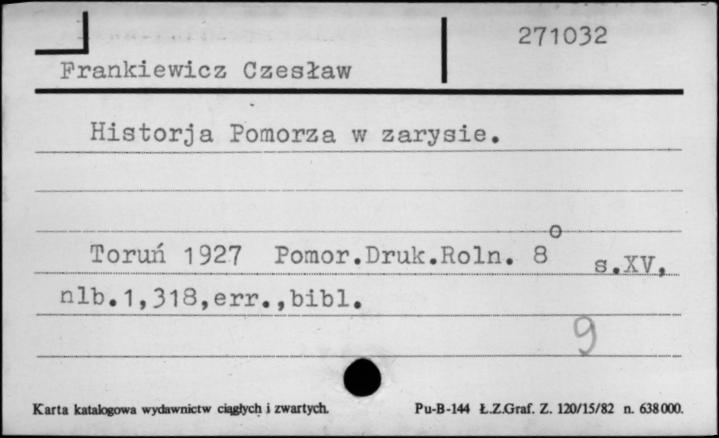 271032
Frankiewicz Czesław
Historja Pomorza w zarysie.
Toruń 1927 Pomor.Druk.Roln. 8° s.XV,
nlb.1,318,err.,bibl.
9
Karta katalogowa wydawnictw ciągłych i zwartych. Pu-B-144 Ł.Z.Graf. Z. 120/15/82 n. 638000.